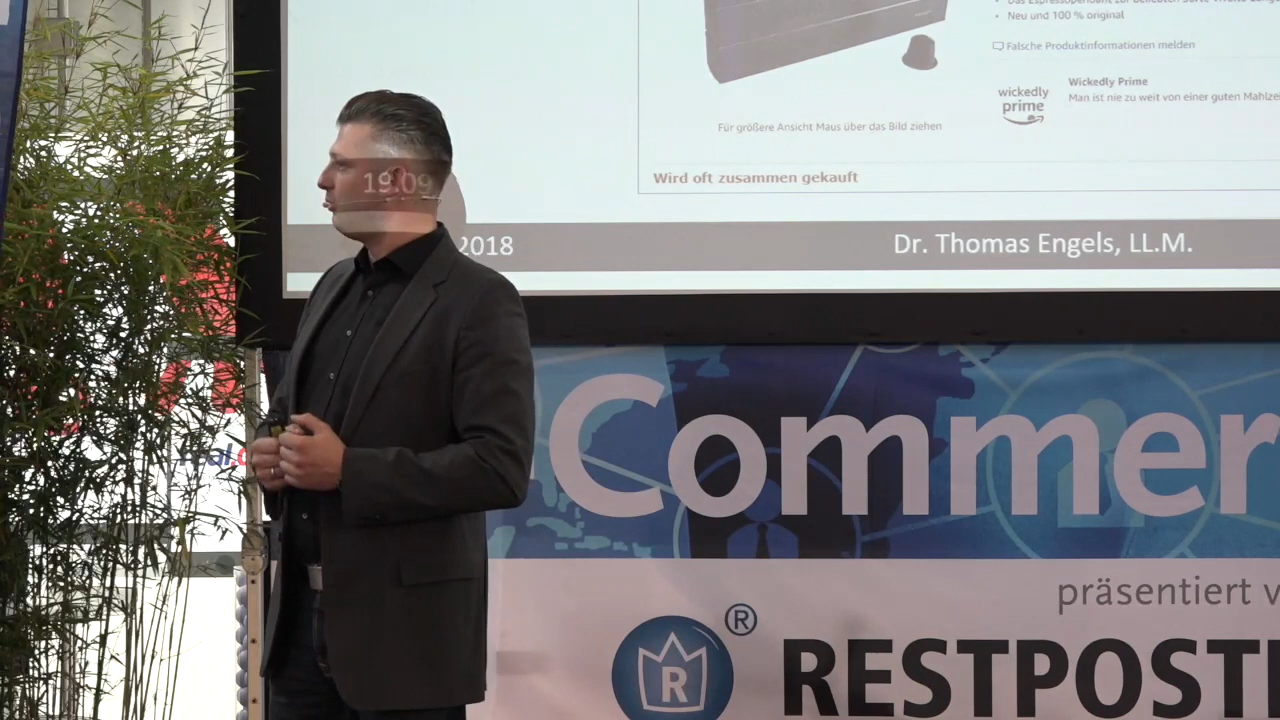 • Neu und 100 % original
Falsche Produktinformationen melden
wickedly
prime
Wickedly Prime
Man ist nie zu weit von einer guten Mahlzei
Für größere Ansicht Maus über das Bild ziehen
Wird oft zusammen gekauft
19.09
2018
Dr. Thomas Engels, LL.M.
Commer
präsentiert v
R
®
RESTPOSTE